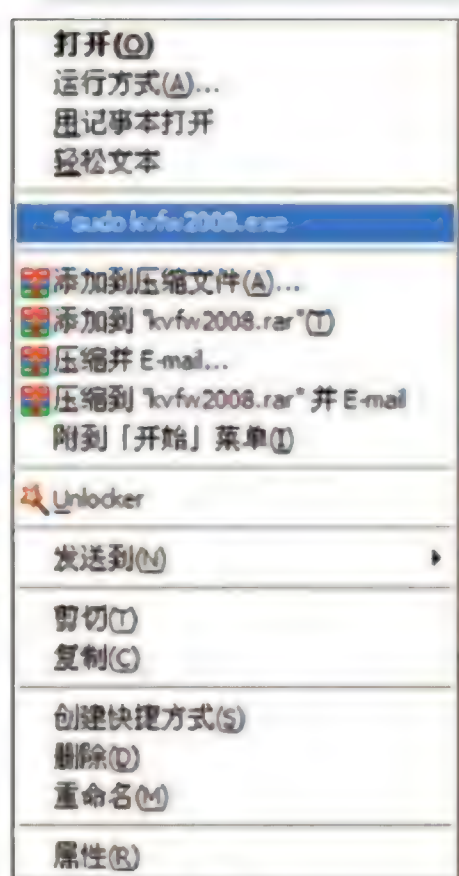 打开(O)
运行方式(A)...
用记事本打开
轻松文本
* sudo kvfw2008.exe
添加到压缩文件(A)...
添加到 "kvfw2008.rar"(T)
压缩并 E-mail...
压缩到 "kvfw2008.rar" 并 E-mail
附到「开始」菜单(I)
Unlocker
发送到(N)
剪切(T)
复制(C)
创建快捷方式(S)
删除(D)
重命名(M)
属性(R)